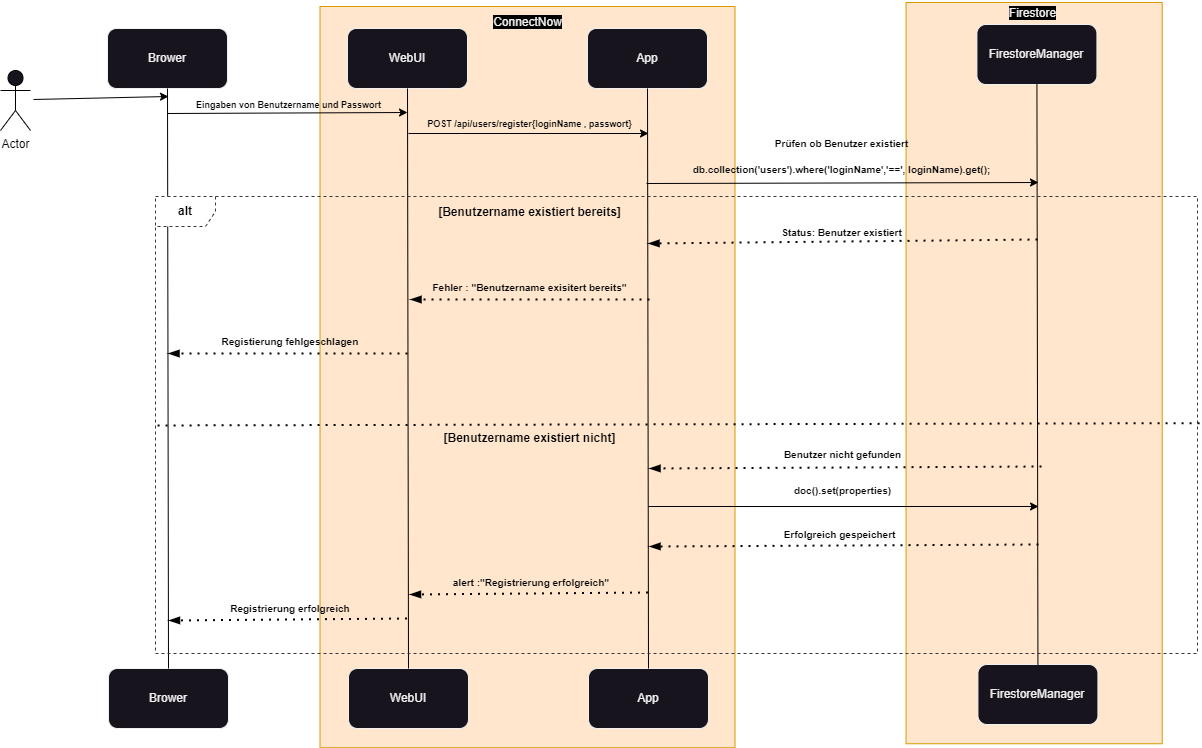 ConnectNow
Firestore
Brower
WebUI
App
FirestoreManager
Actor
Eingaben von Benutzername und Passwort
POST /api/users/register{loginName , passwort}
Prüfen ob Benutzer existiert
db.collection('users').where('loginName','==', loginName).get();
alt
[Benutzername existiert bereits]
Status: Benutzer existiert
Fehler : "Benutzername exisitert bereits"
Registierung fehlgeschlagen
[Benutzername existiert nicht]
Benutzer nicht gefunden
doc().set(properties)
Erfolgreich gespeichert
alert :"Registrierung erfolgreich"
Registrierung erfolgreich
Brower
WebUI
App
FirestoreManager